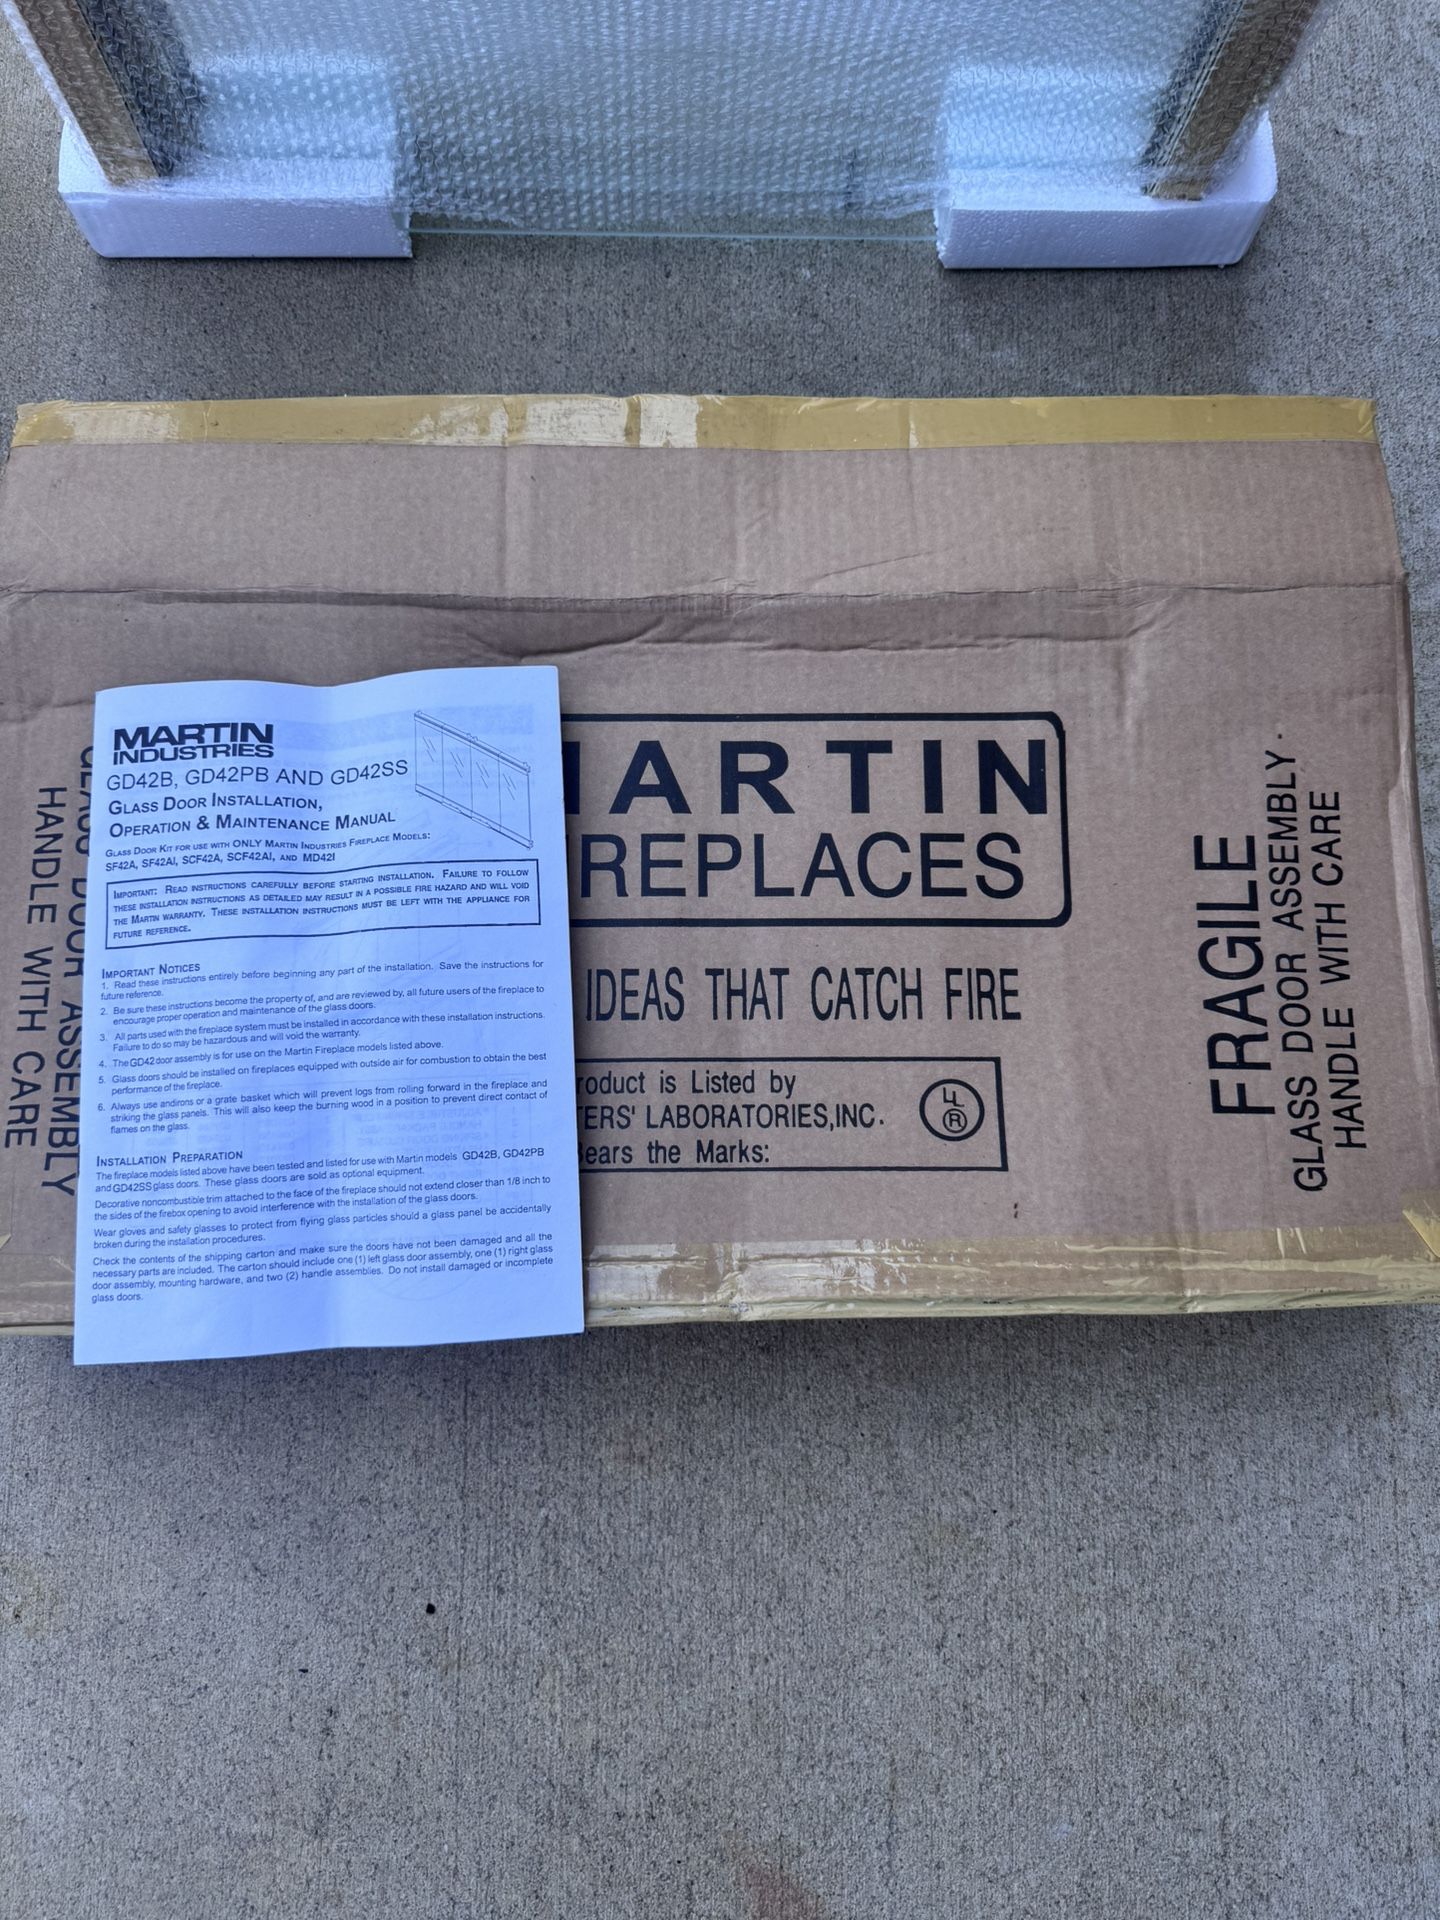 MARTIN
INDUSTRIES
GD42B, GD42PB AND GD42SS
GLASS DOOR INSTALLATION,
OPERATION & MAINTENANCE MANUAL
GLASS DOOR KIT FOR USE WITH ONLY MARTIN INDUSTRIES FIREPLACE MODELS:
SF42A, SF42AI, SCF42A, SCF42AI, AND MD42I
IMPORTANT: READ INSTRUCTIONS CAREFULLY BEFORE STARTING INSTALLATION. FAILURE TO FOLLOW
THESE INSTALLATION INSTRUCTIONS AS DETAILED MAY RESULT IN A POSSIBLE FIRE HAZARD AND WILL VOID
THE MARTIN WARRANTY. THESE INSTALLATION INSTRUCTIONS MUST BE LEFT WITH THE APPLIANCE FOR
FUTURE REFERENCE.
IMPORTANT NOTICES
1. Read these instructions entirely before beginning any part of the installation. Save the instructions for
future reference.
2. Be sure these instructions become the property of, and are reviewed by, all future users of the fireplace to
encourage proper operation and maintenance of the glass doors.
3. All parts used with the fireplace system must be installed in accordance with these installation instructions.
Failure to do so may be hazardous and will void the warranty.
4. The GD42 door assembly is for use on the Martin Fireplace models listed above.
5. Glass doors should be installed on fireplaces equipped with outside air for combustion to obtain the best
performance of the fireplace.
6. Always use andirons or a grate basket which will prevent logs from rolling forward in the fireplace and
striking the glass panels. This will also keep the burning wood in a position to prevent direct contact of
flames on the glass.
INSTALLATION PREPARATION
The fireplace models listed above have been tested and listed for use with Martin models GD42B, GD42PB
and GD42SS glass doors. These glass doors are sold as optional equipment.
Decorative noncombustible trim attached to the face of the fireplace should not extend closer than 1/8 inch to
the sides of the firebox opening to avoid interference with the installation of the glass doors.
Wear gloves and safety glasses to protect from flying glass particles should a glass panel be accidentally
broken during the installation procedures.
Check the contents of the shipping carton and make sure the doors have not been damaged and all the
necessary parts are included. The carton should include one (1) left glass door assembly, one (1) right glass
door assembly, mounting hardware, and two (2) handle assemblies. Do not install damaged or incomplete
glass doors.
ARTIN
REPLACES
IDEAS THAT CATCH FIRE
roduct is Listed by
TERS' LABORATORIES,INC.
Bears the Marks:
UL
®
FRAGILE
GLASS DOOR ASSEMBLY.
HANDLE WITH CARE
GLASS DOOR ASSEMBLY
HANDLE WITH CARE